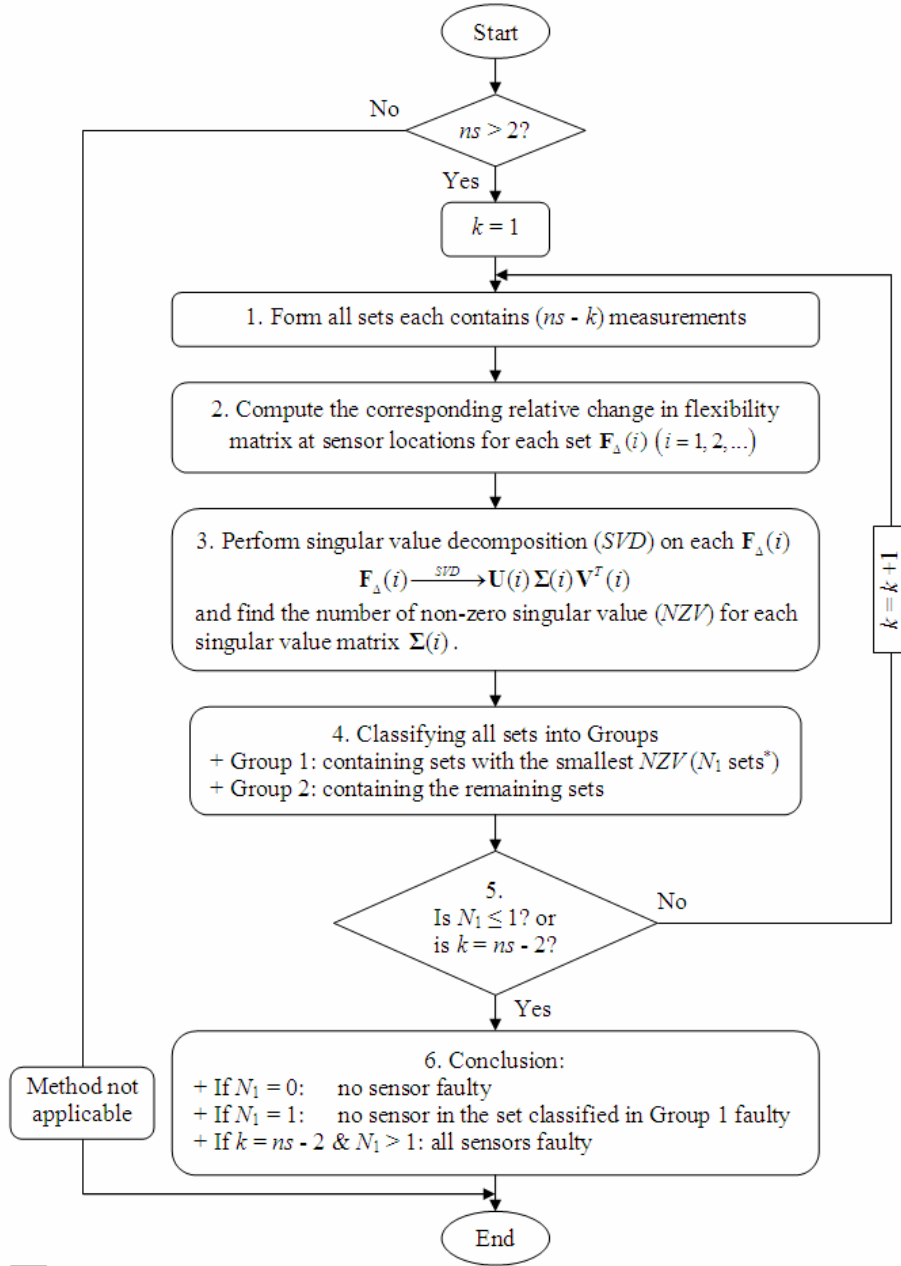 Start
No
ns > 2?
Yes
k = 1
1. Form all sets each contains (ns - k) measurements
2. Compute the corresponding relative change in flexibility
matrix at sensor locations for each set F_Δ(i) (i = 1, 2, ...)
3. Perform singular value decomposition (SVD) on each F_Δ(i)
F_Δ(i) —SVD→ U(i) Σ(i) V^T(i)
and find the number of non-zero singular value (NZV) for each
singular value matrix Σ(i) .
k = k +1
4. Classifying all sets into Groups
+ Group 1: containing sets with the smallest NZV (N₁ sets*)
+ Group 2: containing the remaining sets
5.
Is N₁ ≤ 1? or
is k = ns - 2?
No
Yes
6. Conclusion:
+ If N₁ = 0: no sensor faulty
+ If N₁ = 1: no sensor in the set classified in Group 1 faulty
+ If k = ns - 2 & N₁ > 1: all sensors faulty
Method not
applicable
End